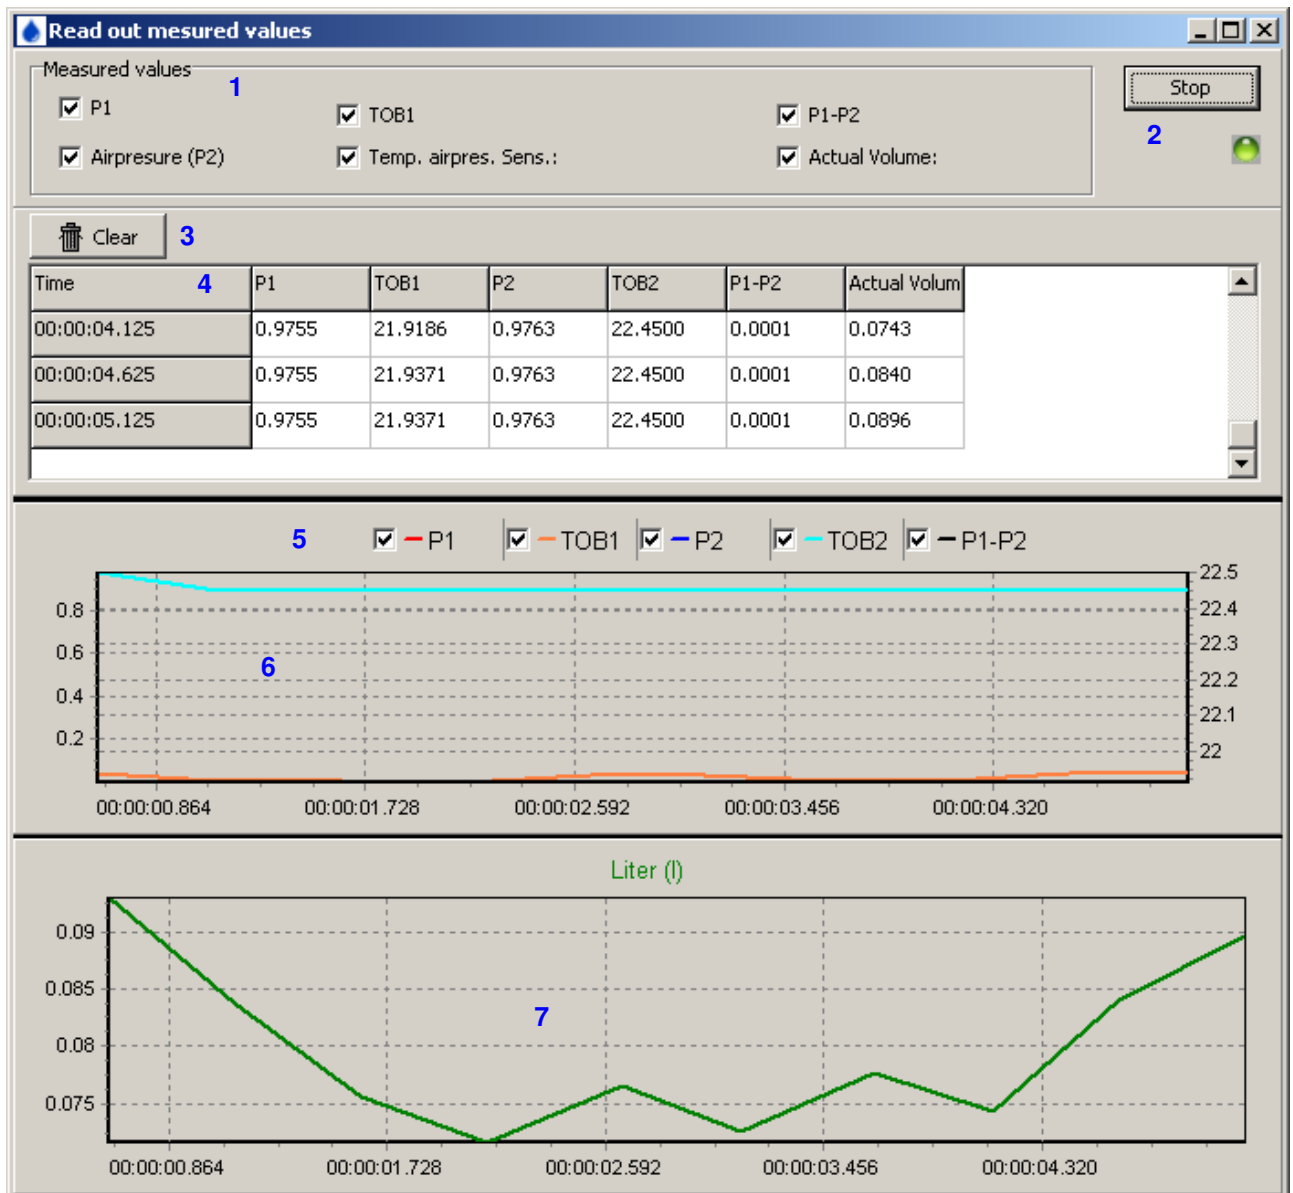 Read out mesured values
Measured values
1
P1
TOB1
P1-P2
Airpresure (P2)
Temp. airpres. Sens.:
Actual Volume:
Stop
2
Clear
3
Time 4 P1 TOB1 P2 TOB2 P1-P2 Actual Volum
00:00:04.125 0.9755 21.9186 0.9763 22.4500 0.0001 0.0743
00:00:04.625 0.9755 21.9371 0.9763 22.4500 0.0001 0.0840
00:00:05.125 0.9755 21.9371 0.9763 22.4500 0.0001 0.0896
5 P1 TOB1 P2 TOB2 P1-P2
0.8
0.6
0.4
0.2
6
22.5
22.4
22.3
22.2
22.1
22
00:00:00.864 00:00:01.728 00:00:02.592 00:00:03.456 00:00:04.320
Liter (l)
0.09
0.085
0.08
0.075
7
00:00:00.864 00:00:01.728 00:00:02.592 00:00:03.456 00:00:04.320